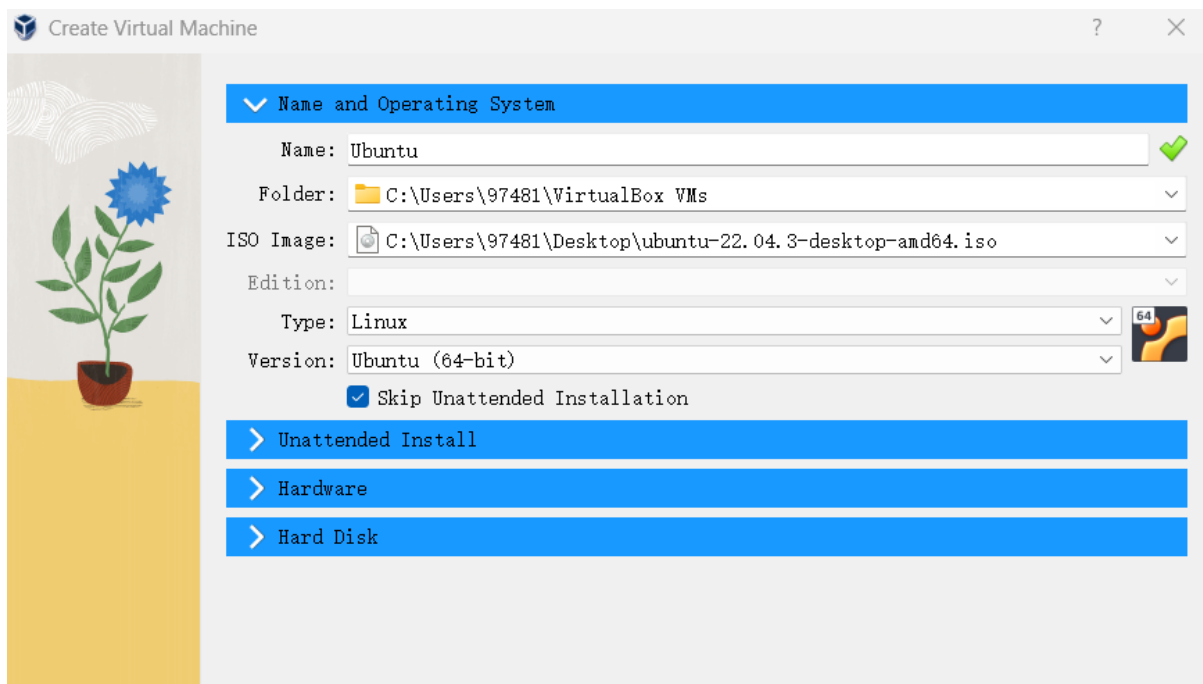 Create Virtual Machine ?
Name and Operating System
Name: Ubuntu
Folder: C:\Users\97481\VirtualBox VMs
ISO Image: C:\Users\97481\Desktop\ubuntu-22.04.3-desktop-amd64.iso
Edition:
Type: Linux
64
Version: Ubuntu (64-bit)
Skip Unattended Installation
Unattended Install
Hardware
Hard Disk